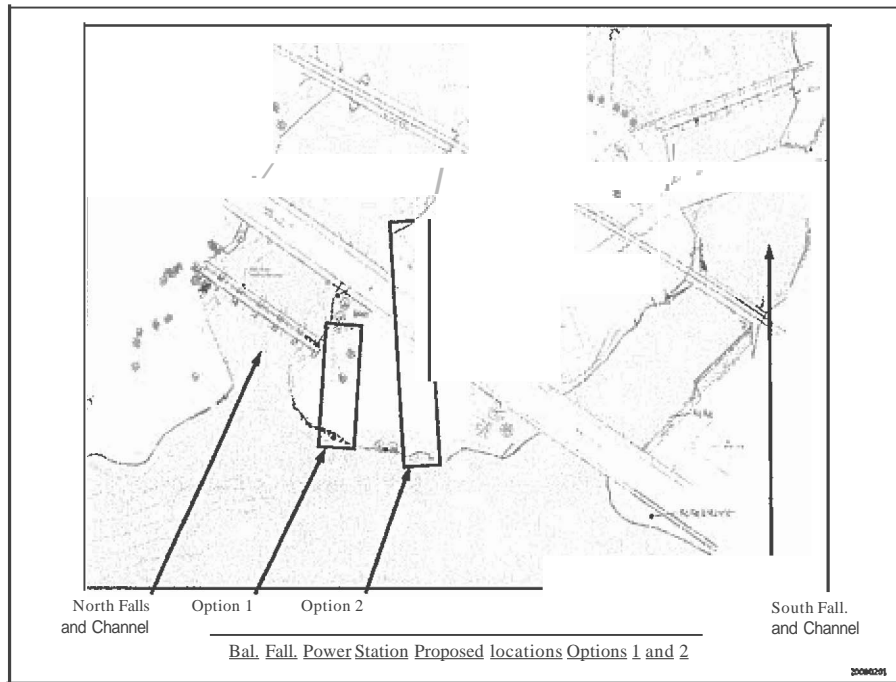 North Falls
and Channel
Option 1
Option 2
South Fall.
and Channel
Bal. Fall. Power Station Proposed locations Options 1 and 2
20080201